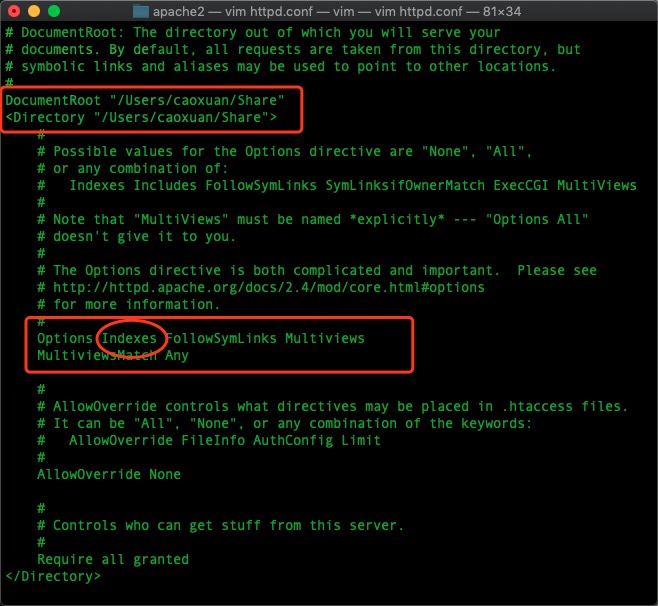 apache2 — vim httpd.conf — vim — vim httpd.conf — 81×34
# DocumentRoot: The directory out of which you will serve your
# documents. By default, all requests are taken from this directory, but
# symbolic links and aliases may be used to point to other locations.
#
DocumentRoot "/Users/caoxuan/Share"
<Directory "/Users/caoxuan/Share">
    #
    # Possible values for the Options directive are "None", "All",
    # or any combination of:
    #   Indexes Includes FollowSymLinks SymLinksifOwnerMatch ExecCGI MultiViews
    #
    # Note that "MultiViews" must be named *explicitly* --- "Options All"
    # doesn't give it to you.
    #
    # The Options directive is both complicated and important.  Please see
    # http://httpd.apache.org/docs/2.4/mod/core.html#options
    # for more information.
    #
    Options Indexes FollowSymLinks Multiviews
    MultiviewsMatch Any

    #
    # AllowOverride controls what directives may be placed in .htaccess files.
    # It can be "All", "None", or any combination of the keywords:
    #   AllowOverride FileInfo AuthConfig Limit
    #
    AllowOverride None

    #
    # Controls who can get stuff from this server.
    #
    Require all granted
</Directory>